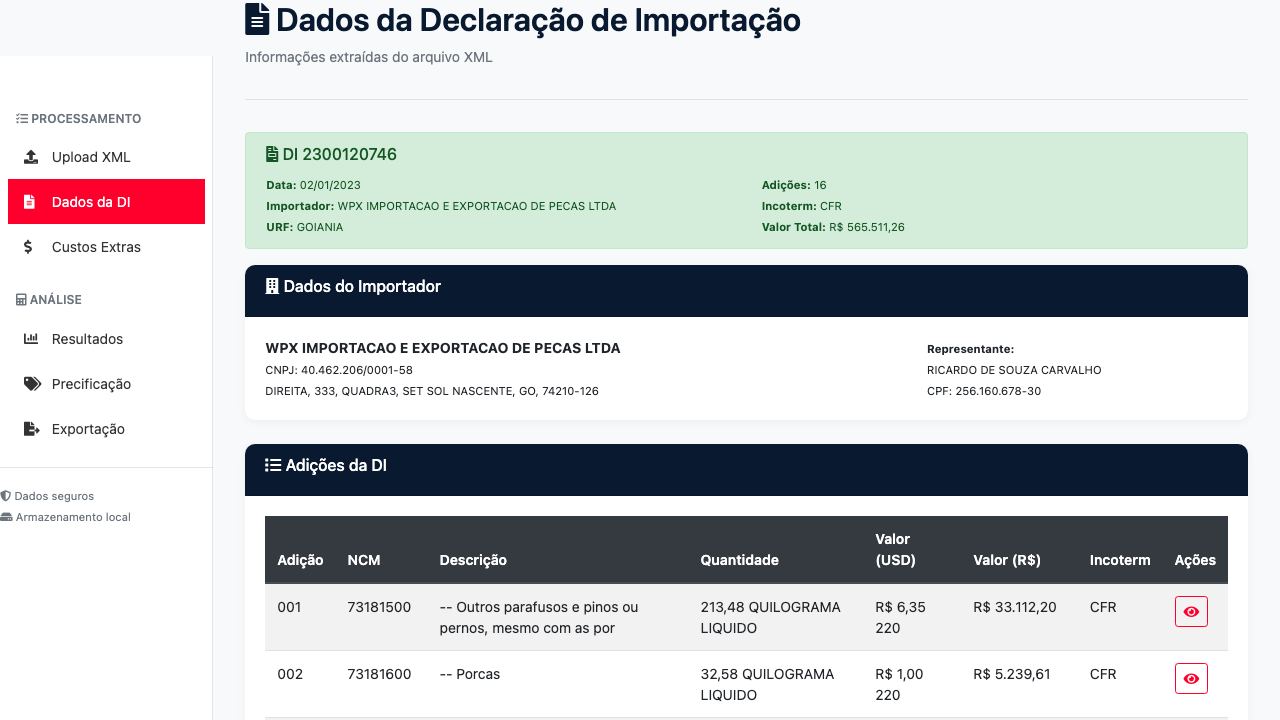 Dados da Declaração de Importação
Informações extraídas do arquivo XML
PROCESSAMENTO
Upload XML
Dados da DI
Custos Extras
ANÁLISE
Resultados
Precificação
Exportação
Dados seguros
Armazenamento local
DI 2300120746
Data: 02/01/2023
Importador: WPX IMPORTACAO E EXPORTACAO DE PECAS LTDA
URF: GOIANIA
Adições: 16
Incoterm: CFR
Valor Total: R$ 565.511,26
Dados do Importador
WPX IMPORTACAO E EXPORTACAO DE PECAS LTDA
CNPJ: 40.462.206/0001-58
DIREITA, 333, QUADRA3, SET SOL NASCENTE, GO, 74210-126
Representante:
RICARDO DE SOUZA CARVALHO
CPF: 256.160.678-30
Adições da DI
Adição NCM Descrição Quantidade Valor (USD) Valor (R$) Incoterm Ações
001 73181500 -- Outros parafusos e pinos ou 213,48 QUILOGRAMA R$ 6,35 R$ 33.112,20 CFR
pernos, mesmo com as por LIQUIDO 220
002 73181600 -- Porcas 32,58 QUILOGRAMA R$ 1,00 R$ 5.239,61 CFR
LIQUIDO 220